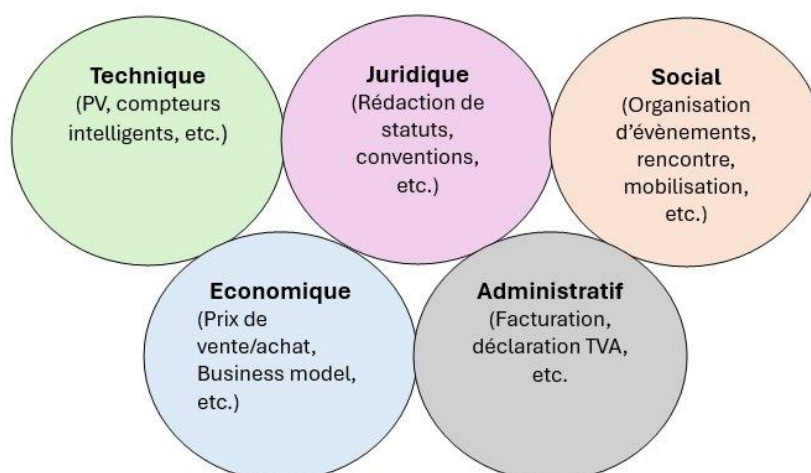 Technique
(PV, compteurs
intelligents, etc.)
Juridique
(Rédaction de
statuts,
conventions,
etc.)
Social
(Organisation
d'évènements,
rencontre,
mobilisation,
etc.)
Economique
(Prix de
vente/achat,
Business model,
etc.)
Administratif
(Facturation,
déclaration TVA,
etc.